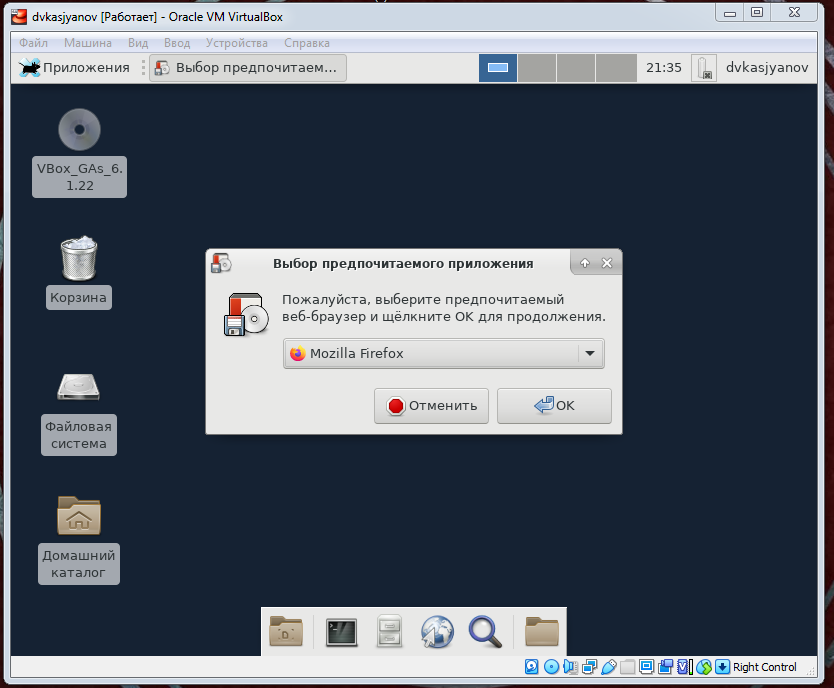 dvkasjyanov [Работает] - Oracle VM VirtualBox
Файл Машина Вид Ввод Устройства Справка
Приложения Выбор предпочитаем... 21:35 dvkasjyanov
VBox_GAs_6.
1.22
Корзина
Файловая
система
Домашний
каталог
Выбор предпочитаемого приложения
Пожалуйста, выберите предпочитаемый
веб-браузер и щёлкните OK для продолжения.
Mozilla Firefox
Отменить OK
Right Control